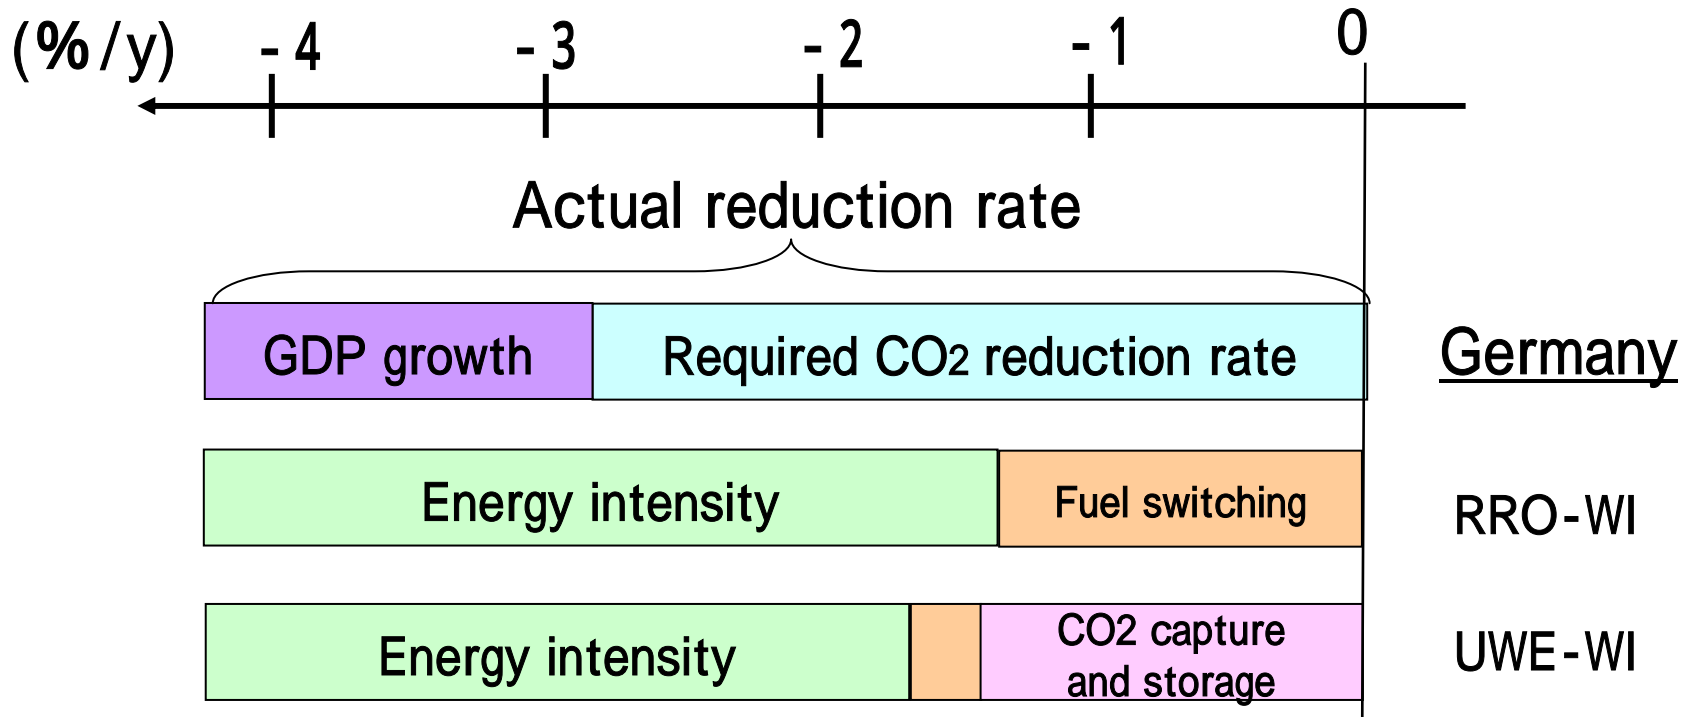 (%/y) -4 -3 -2 -1 0
Actual reduction rate
GDP growth Required CO2 reduction rate Germany
Energy intensity Fuel switching RRO-WI
Energy intensity CO2 capture and storage UWE-WI